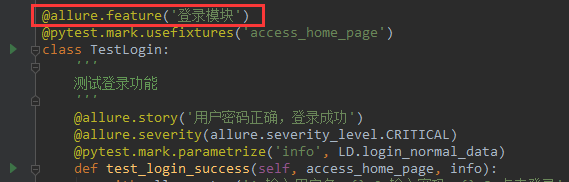 @allure.feature('登录模块')
@pytest.mark.usefixtures('access_home_page')
class TestLogin:
'''
测试登录功能
'''
@allure.story('用户密码正确，登录成功')
@allure.severity(allure.severity_level.CRITICAL)
@pytest.mark.parametrize('info', LD.login_normal_data)
def test_login_success(self, access_home_page, info):